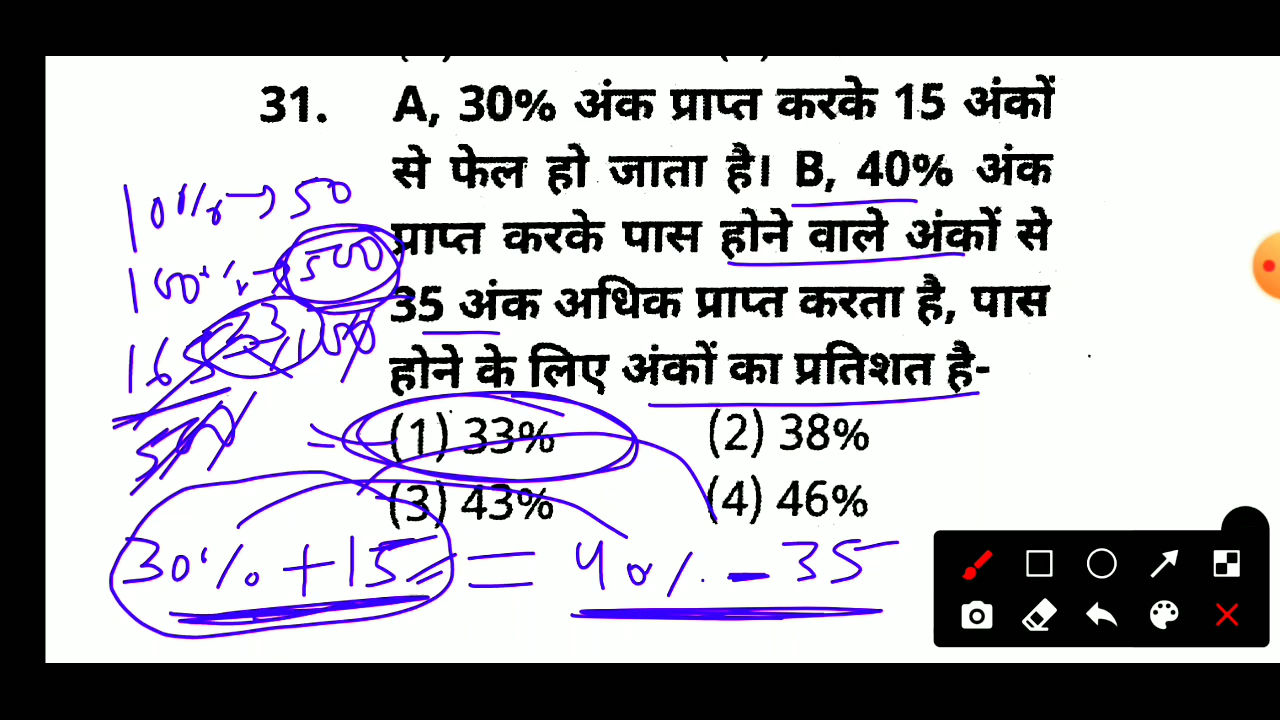 31. A, 30% अंक प्राप्त करके 15 अंकों
से फेल हो जाता है। B, 40% अंक
प्राप्त करके पास होने वाले अंकों से
35 अंक अधिक प्राप्त करता है, पास
होने के लिए अंकों का प्रतिशत है-
(1) 33% (2) 38%
(3) 43% (4) 46%
10% → 50
100% → 500
30% + 15 = 40% - 35